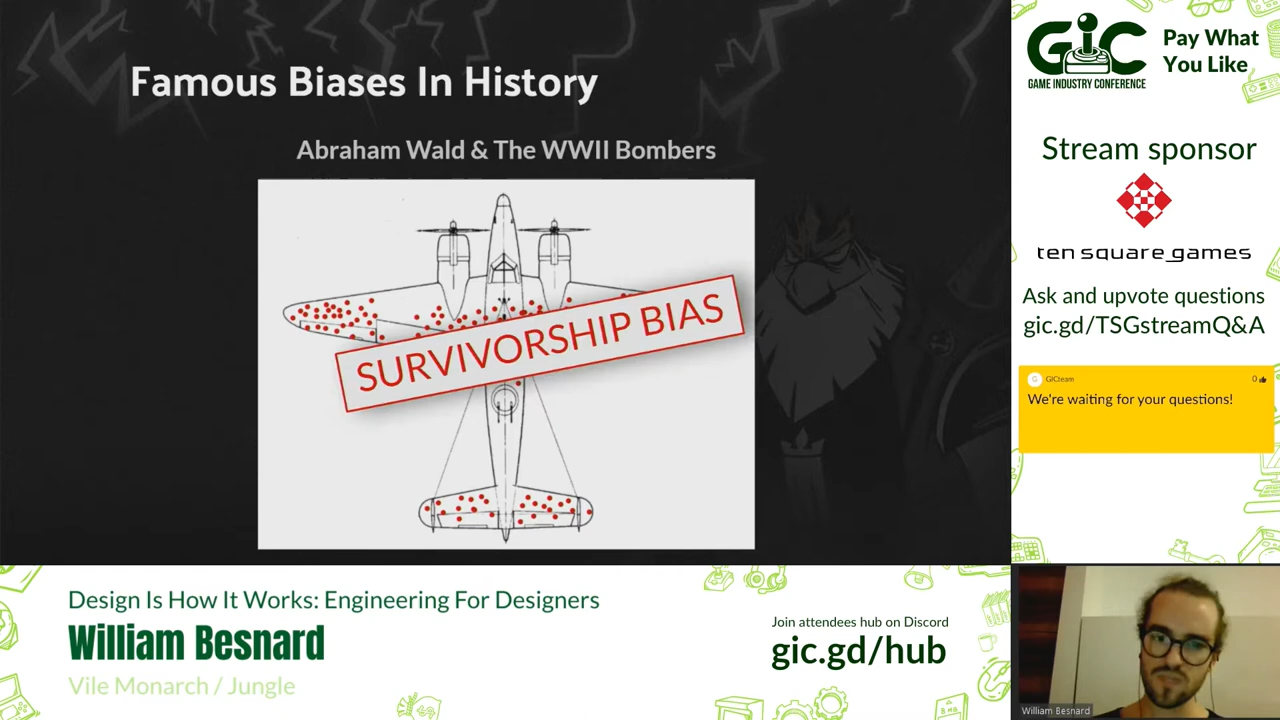 Famous Biases In History
Abraham Wald & The WWII Bombers
SURVIVORSHIP BIAS
GIC
GAME INDUSTRY CONFERENCE
Pay What
You Like
Stream sponsor
ten square games
Ask and upvote questions
gic.gd/TSGstreamQ&A
G
GICteam
0
We're waiting for your questions!
Design Is How It Works: Engineering For Designers
William Besnard
Vile Monarch / Jungle
Join attendees hub on Discord
gic.gd/hub
William Besnard